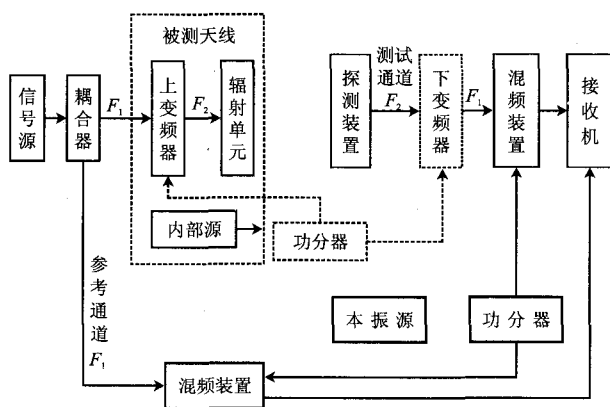 被测天线
信号源
耦合器
F₁
上变频器
F₂
辐射单元
探测装置
测试通道
F₂
下变频器
F₁
混频装置
接收机
内部源
功分器
参考通道
F₁
本振源
功分器
混频装置